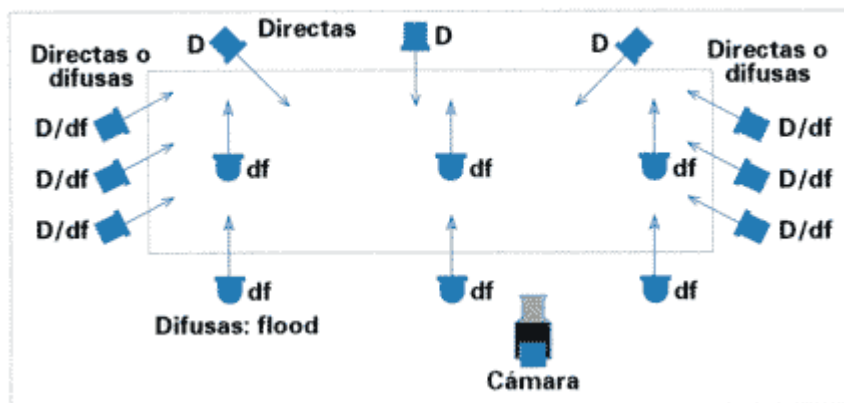 D
Directas
D
D
Directas o
difusas
Directas o
difusas
D/df
D/df
D/df
D/df
D/df
D/df
df
df
df
df
df
df
Difusas: flood
Cámara